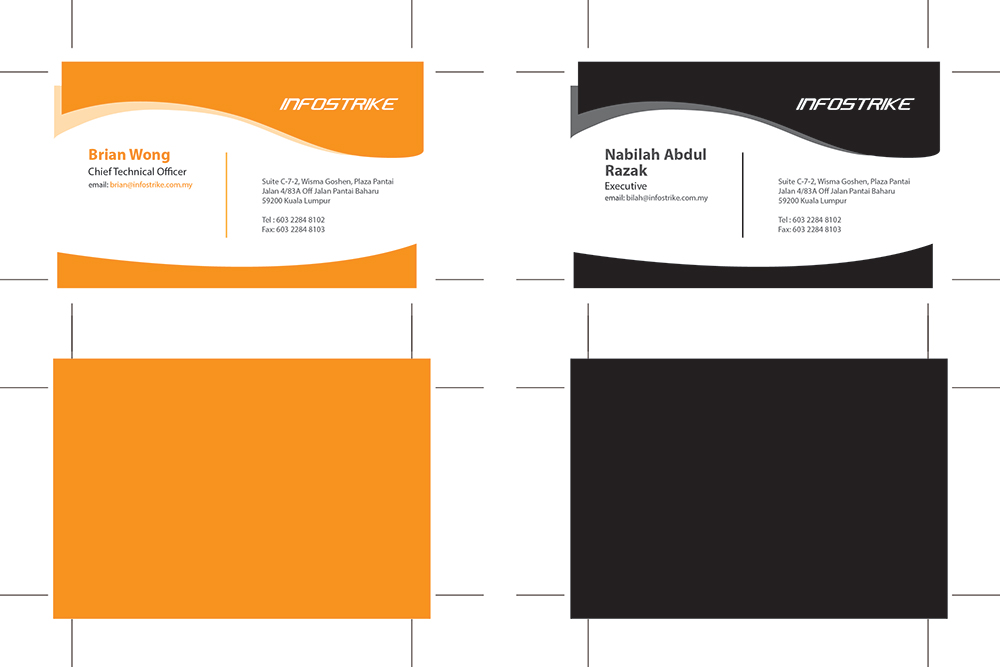 INFOSTRIKE
Brian Wong
Chief Technical Officer
email: brian@infostrike.com.my
Suite C-7-2, Wisma Goshen, Plaza Pantai
Jalan 4/83A Off Jalan Pantai Baharu
59200 Kuala Lumpur
Tel : 603 2284 8102
Fax: 603 2284 8103
INFOSTRIKE
Nabilah Abdul
Razak
Executive
email: bilah@infostrike.com.my
Suite C-7-2, Wisma Goshen, Plaza Pantai
Jalan 4/83A Off Jalan Pantai Baharu
59200 Kuala Lumpur
Tel : 603 2284 8102
Fax: 603 2284 8103